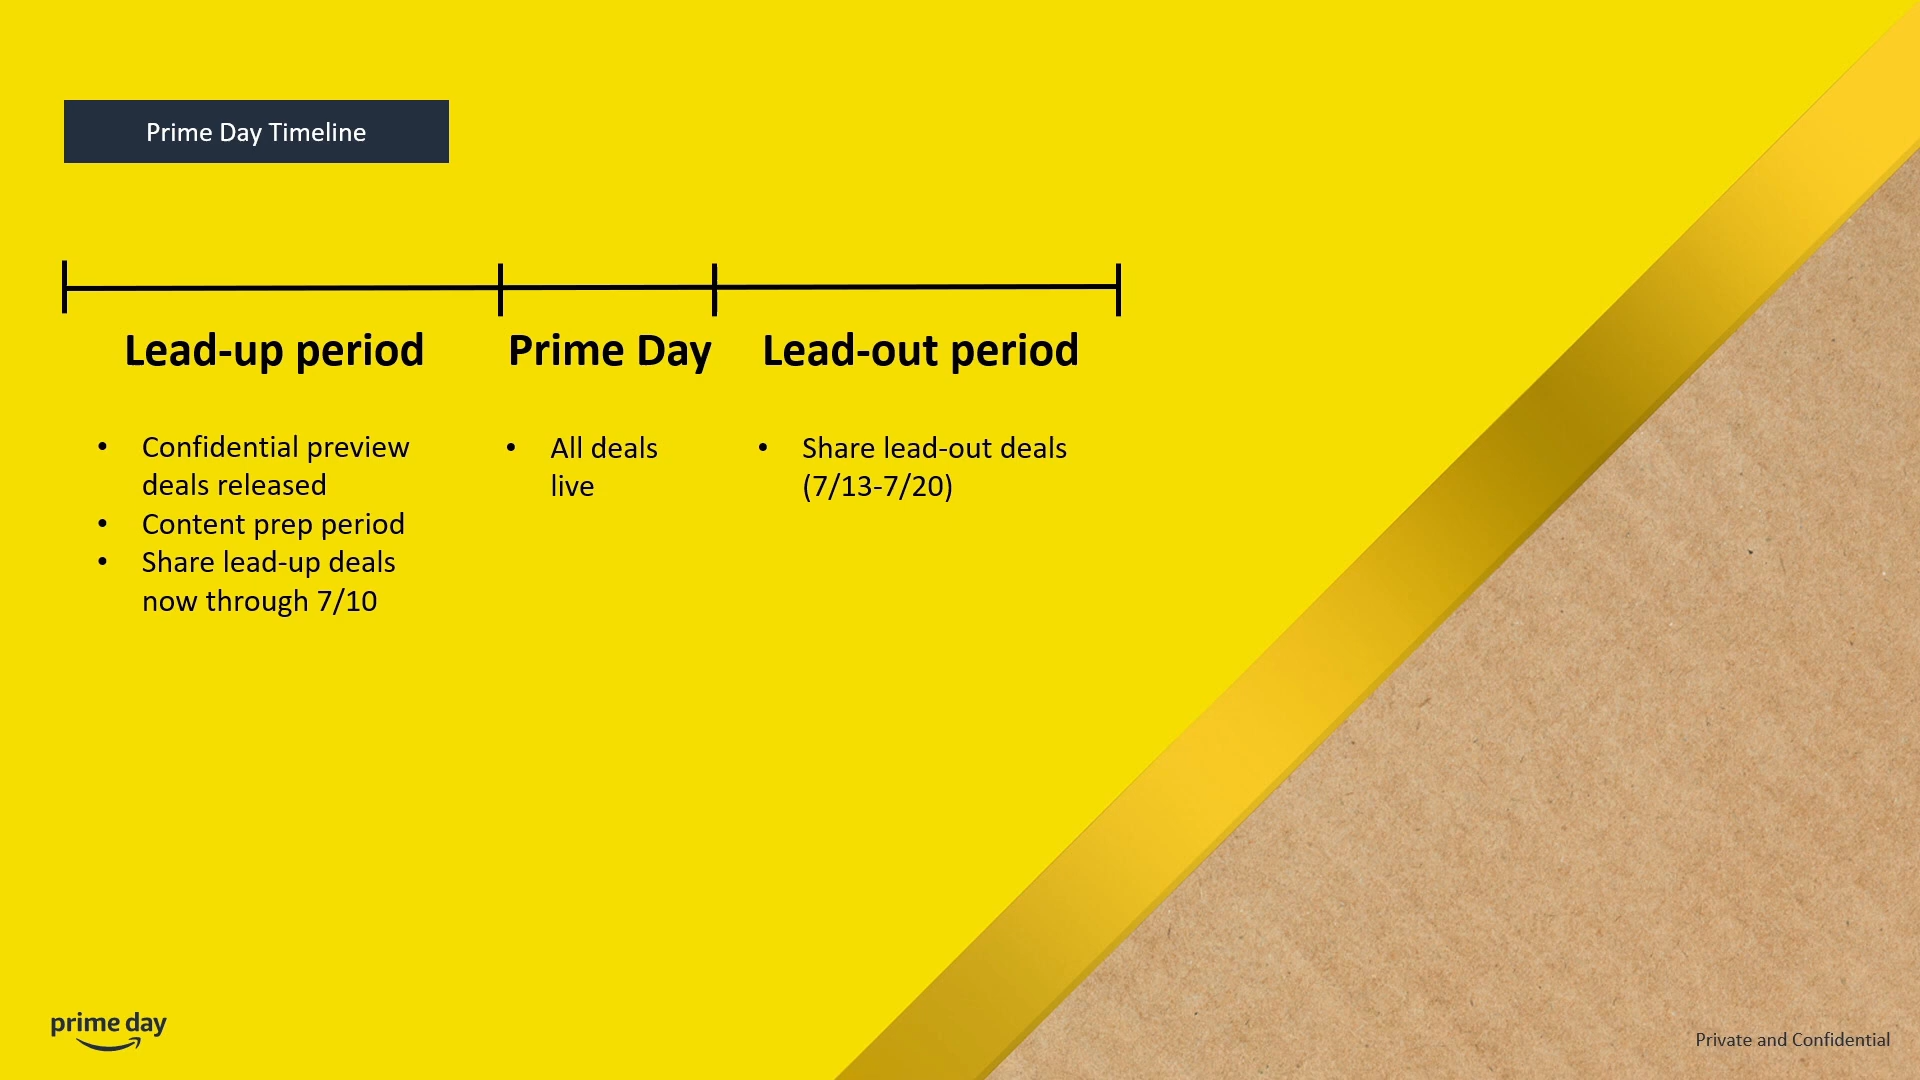 Prime Day Timeline
Lead-up period
• Confidential preview
deals released
• Content prep period
• Share lead-up deals
now through 7/10
Prime Day
• All deals
live
Lead-out period
• Share lead-out deals
(7/13-7/20)
prime day
Private and Confidential